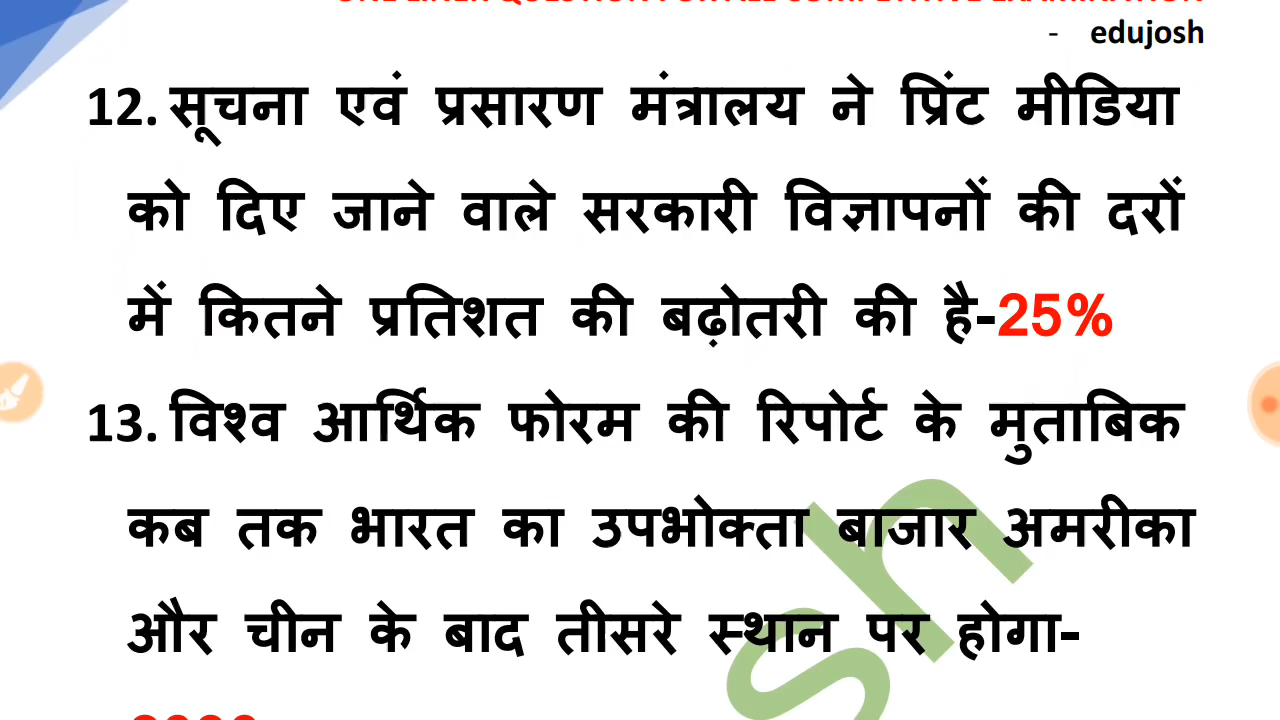 - edujosh
12. सूचना एवं प्रसारण मंत्रालय ने प्रिंट मीडिया
को दिए जाने वाले सरकारी विज्ञापनों की दरों
में कितने प्रतिशत की बढ़ोतरी की है-25%
13. विश्व आर्थिक फोरम की रिपोर्ट के मुताबिक
कब तक भारत का उपभोक्ता बाजार अमरीका
और चीन के बाद तीसरे स्थान पर होगा-
sh